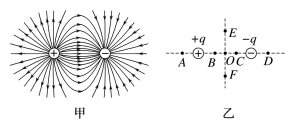 + -
+q -q
E
A + B O C - D
F
甲 乙